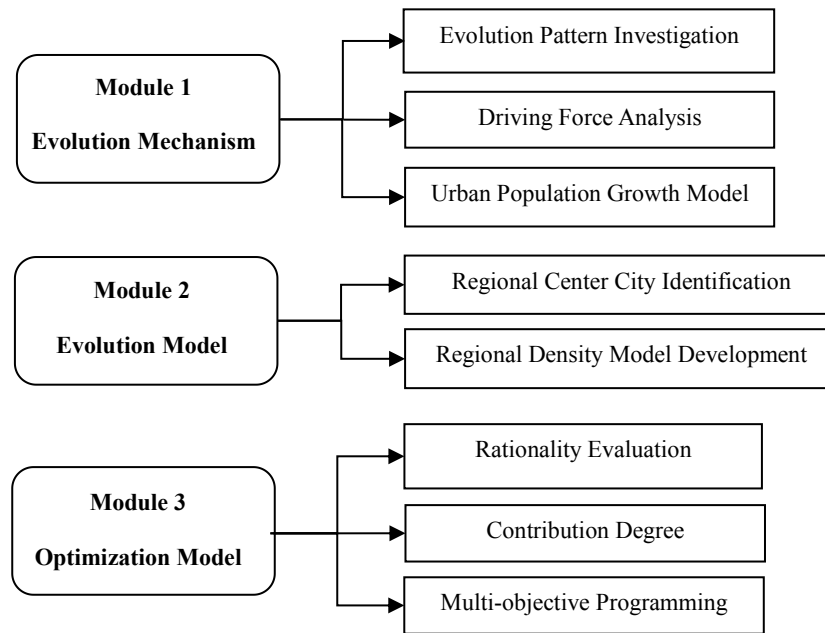 Module 1
Evolution Mechanism
Evolution Pattern Investigation
Driving Force Analysis
Urban Population Growth Model
Module 2
Evolution Model
Regional Center City Identification
Regional Density Model Development
Module 3
Optimization Model
Rationality Evaluation
Contribution Degree
Multi-objective Programming